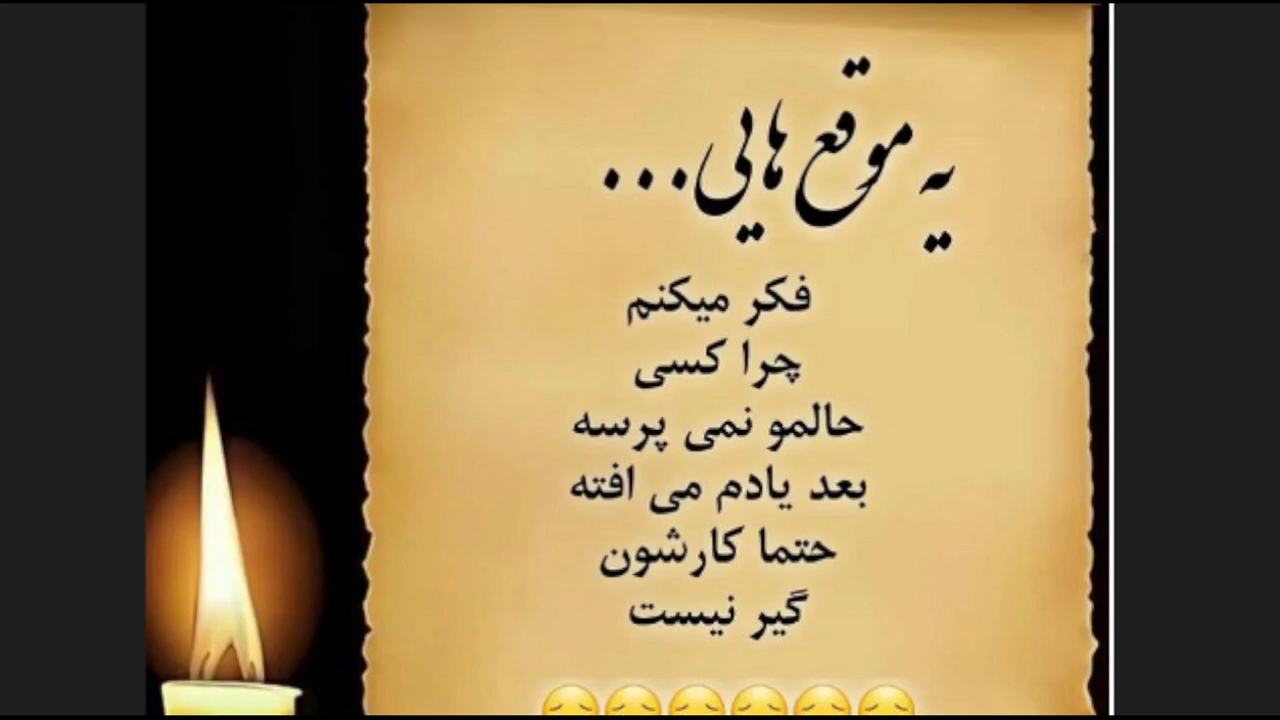 یه موقع هایی...
فکر میکنم
چرا کسی
حالمو نمی پرسه
بعد یادم می افته
حتما کارشون
گیر نیست